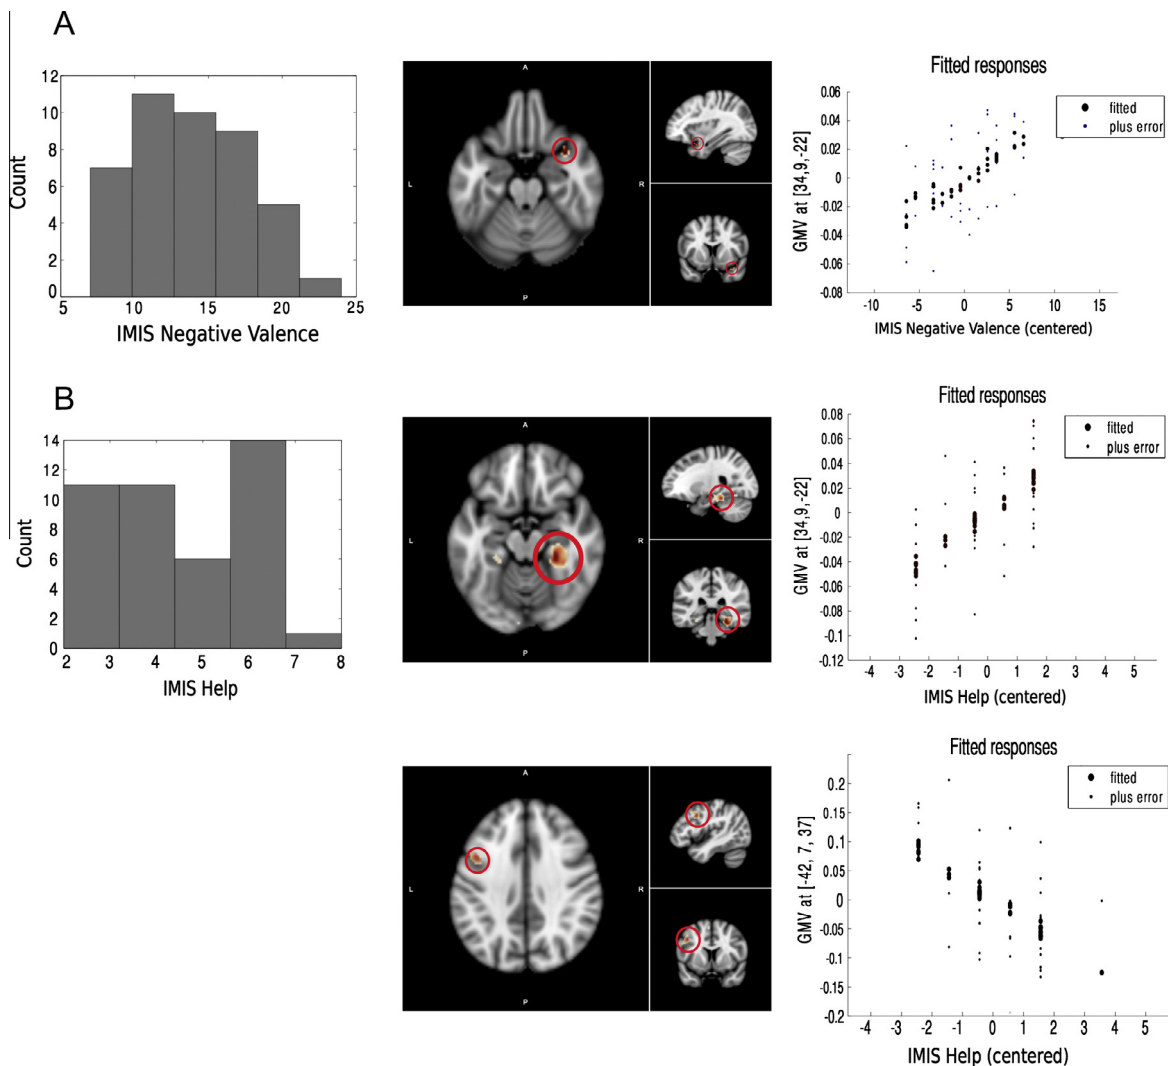 A
Count
12
10
8
6
4
2
0
5 10 15 20 25
IMIS Negative Valence
A
L
R
P
Fitted responses
fitted
plus error
GMV at [34,9,-22]
0.06
0.04
0.02
0
-0.02
-0.04
-0.06
-0.08
-10 -5 0 5 10 15
IMIS Negative Valence (centered)
B
Count
14
12
10
8
6
4
2
0
2 3 4 5 6 7 8
IMIS Help
A
L
R
P
Fitted responses
fitted
plus error
GMV at [34,9,-22]
0.08
0.06
0.04
0.02
0
-0.02
-0.04
-0.06
-0.08
-0.1
-0.12
-4 -3 -2 -1 0 1 2 3 4 5
IMIS Help (centered)
A
L
R
P
Fitted responses
fitted
plus error
GMV at [-42, 7, 37]
0.2
0.15
0.1
0.05
0
-0.05
-0.1
-0.15
-0.2
-4 -3 -2 -1 0 1 2 3 4 5
IMIS Help (centered)